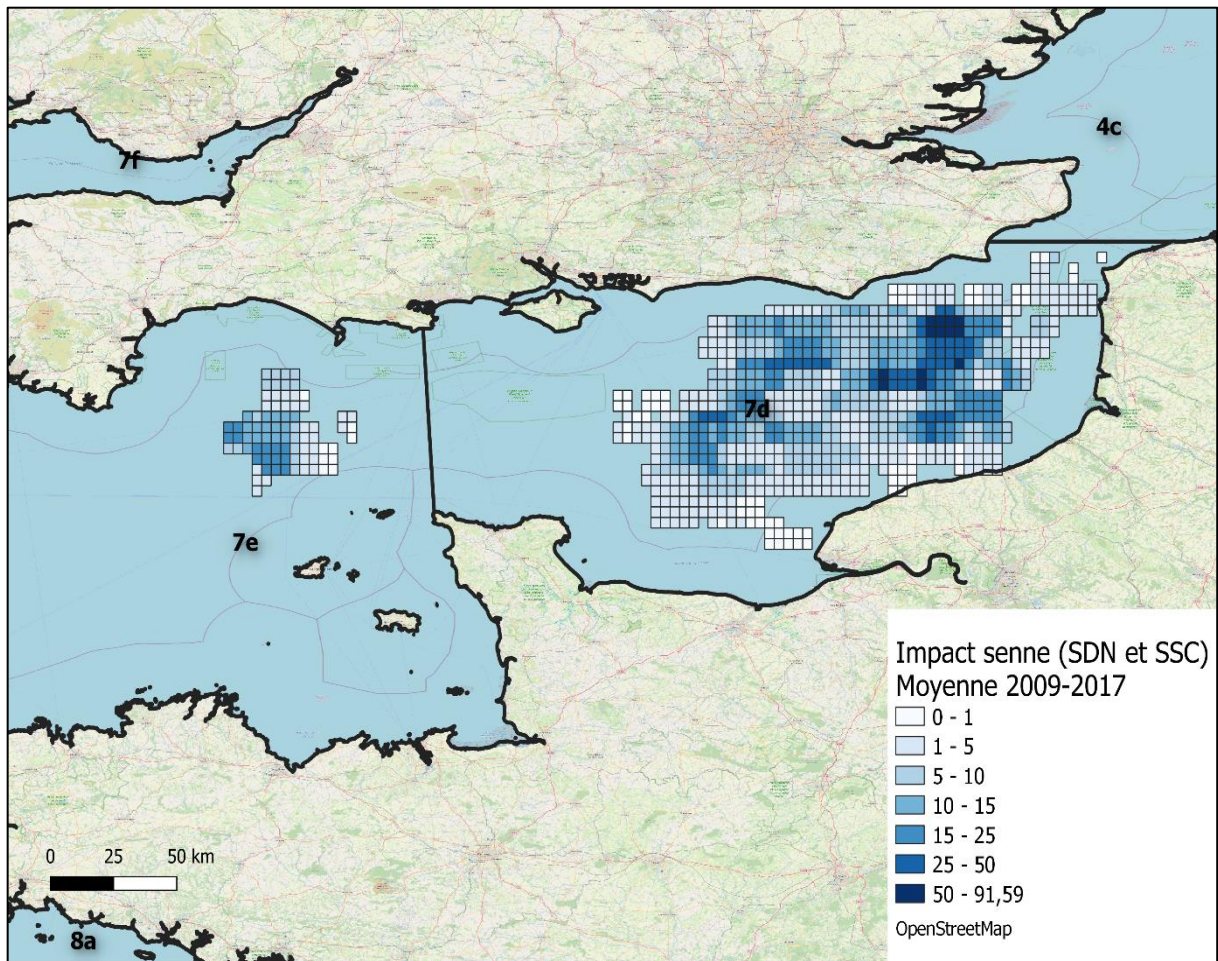 4c
7f
7d
7e
8a
0 25 50 km
Impact senne (SDN et SSC)
Moyenne 2009-2017
0 - 1
1 - 5
5 - 10
10 - 15
15 - 25
25 - 50
50 - 91,59
OpenStreetMap